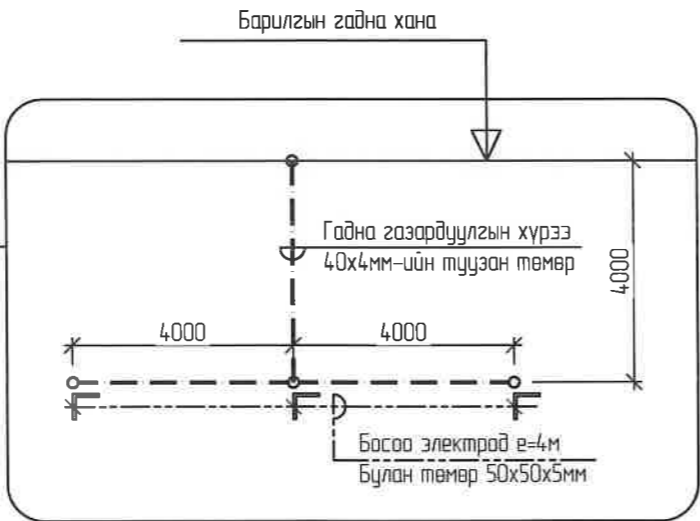 Барилгын гадна хана
Гадна газардуулгын хүрээ
40х4мм-ийн туузан төмөр
4000
4000
4000
Босоо электрод е=4м
Булан төмөр 50х50х5мм